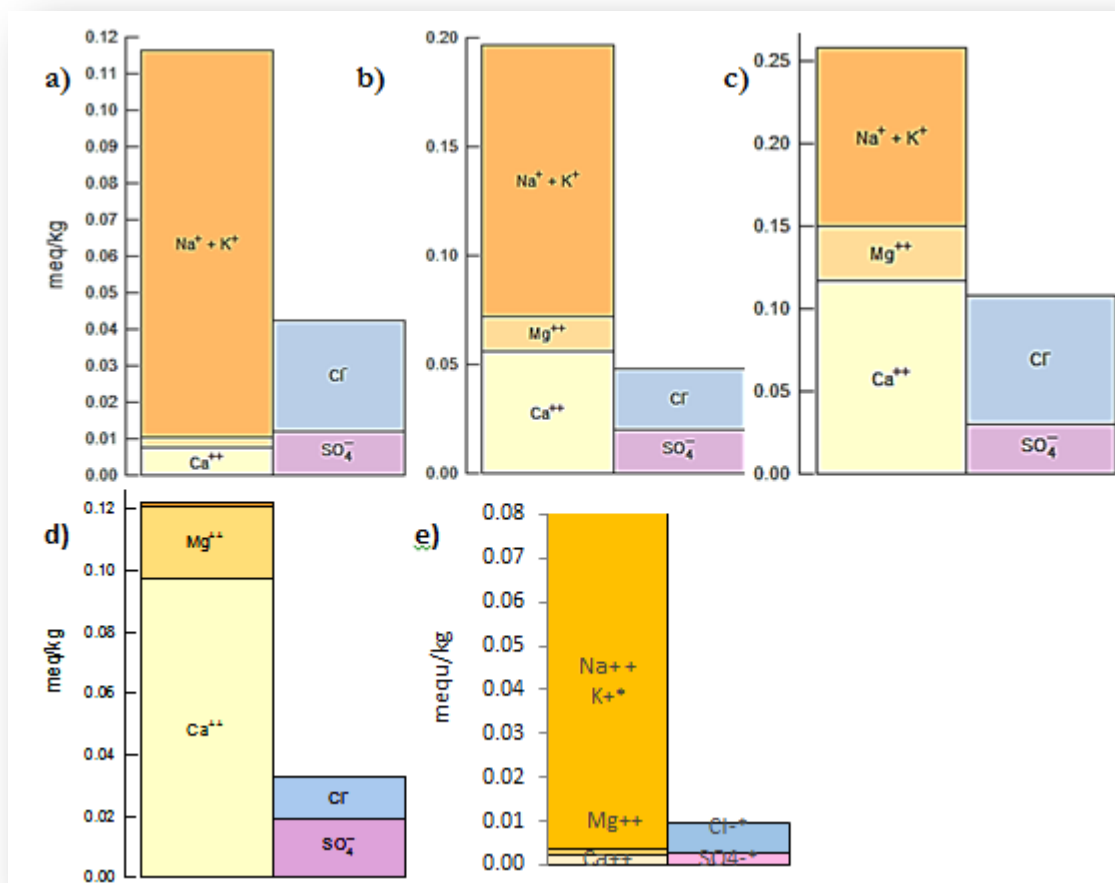 a)
0.12
0.12
0.11
0.10
0.09
0.08
0.07
0.06
0.05
0.04
0.03
0.02
0.01
0.00
meq/kg
Na⁺ + K⁺
Ca⁺⁺
Cl⁻
SO₄⁻
b)
0.20
0.15
0.10
0.05
0.00
Na⁺ + K⁺
Mg⁺⁺
Ca⁺⁺
Cl⁻
SO₄⁻
c)
0.25
0.20
0.15
0.10
0.05
0.00
Na⁺ + K⁺
Mg⁺⁺
Ca⁺⁺
Cl⁻
SO₄⁻
d)
0.12
0.10
0.08
0.06
0.04
0.02
0.00
meq/kg
Mg⁺⁺
Ca⁺⁺
Cl⁻
SO₄⁻
e)
0.08
0.07
0.06
0.05
0.04
0.03
0.02
0.01
0.00
mequ/kg
Na++
K+*
Mg++
Ca++
Cl-*
SO4-*